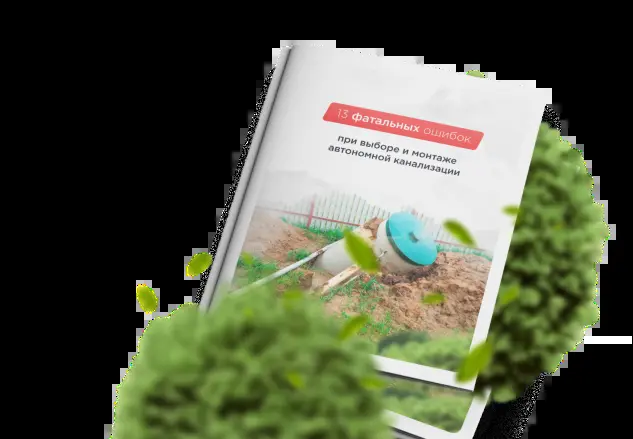 13 фатальных ошибок
при выборе и монтаже
автономной канализации